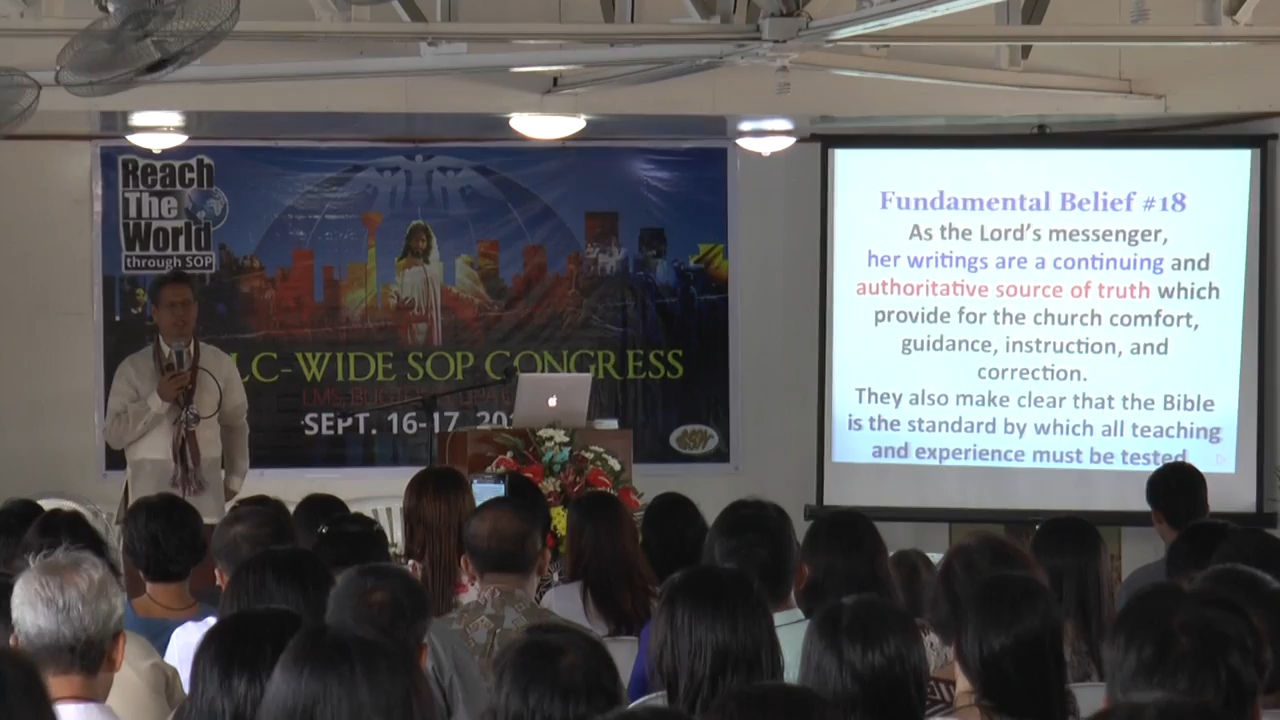 Reach
The
World
through SOP
LC-WIDE SOP CONGRESS
SEPT. 16-17, 20
Fundamental Belief #18
As the Lord's messenger,
her writings are a continuing and
authoritative source of truth which
provide for the church comfort,
guidance, instruction, and
correction.
They also make clear that the Bible
is the standard by which all teaching
and experience must be tested